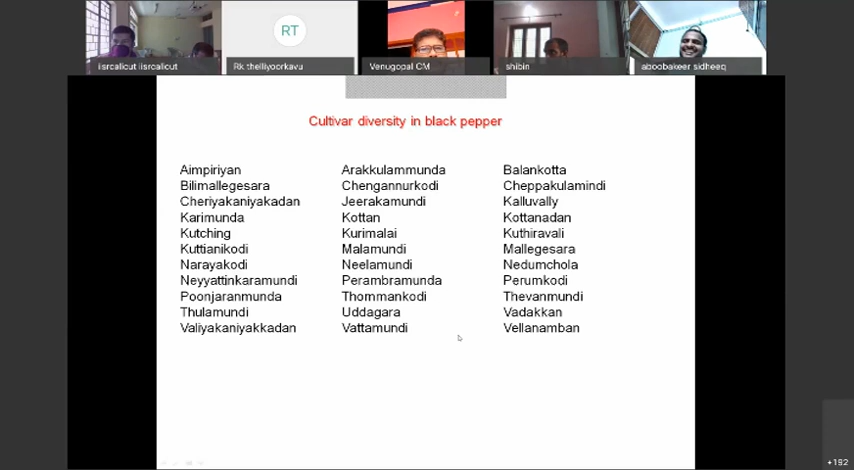 iisrcalicut iisrcalicut
RT
Rk thelliyoorkavu
Venugopal CM
shibin
aboobakeer sidheeq
Cultivar diversity in black pepper
Aimpiriyan Arakkulammunda Balankotta
Bilimallegesara Chengannurkodi Cheppakulamindi
Cheriyakaniyakadan Jeerakamundi Kalluvally
Karimunda Kottan Kottanadan
Kutching Kurimalai Kuthiravali
Kuttianikodi Malamundi Mallegesara
Narayakodi Neelamundi Nedumchola
Neyyattinkaramundi Perambramunda Perumkodi
Poonjaranmunda Thommankodi Thevanmundi
Thulamundi Uddagara Vadakkan
Valiyakaniyakkadan Vattamundi Vellanamban
+192